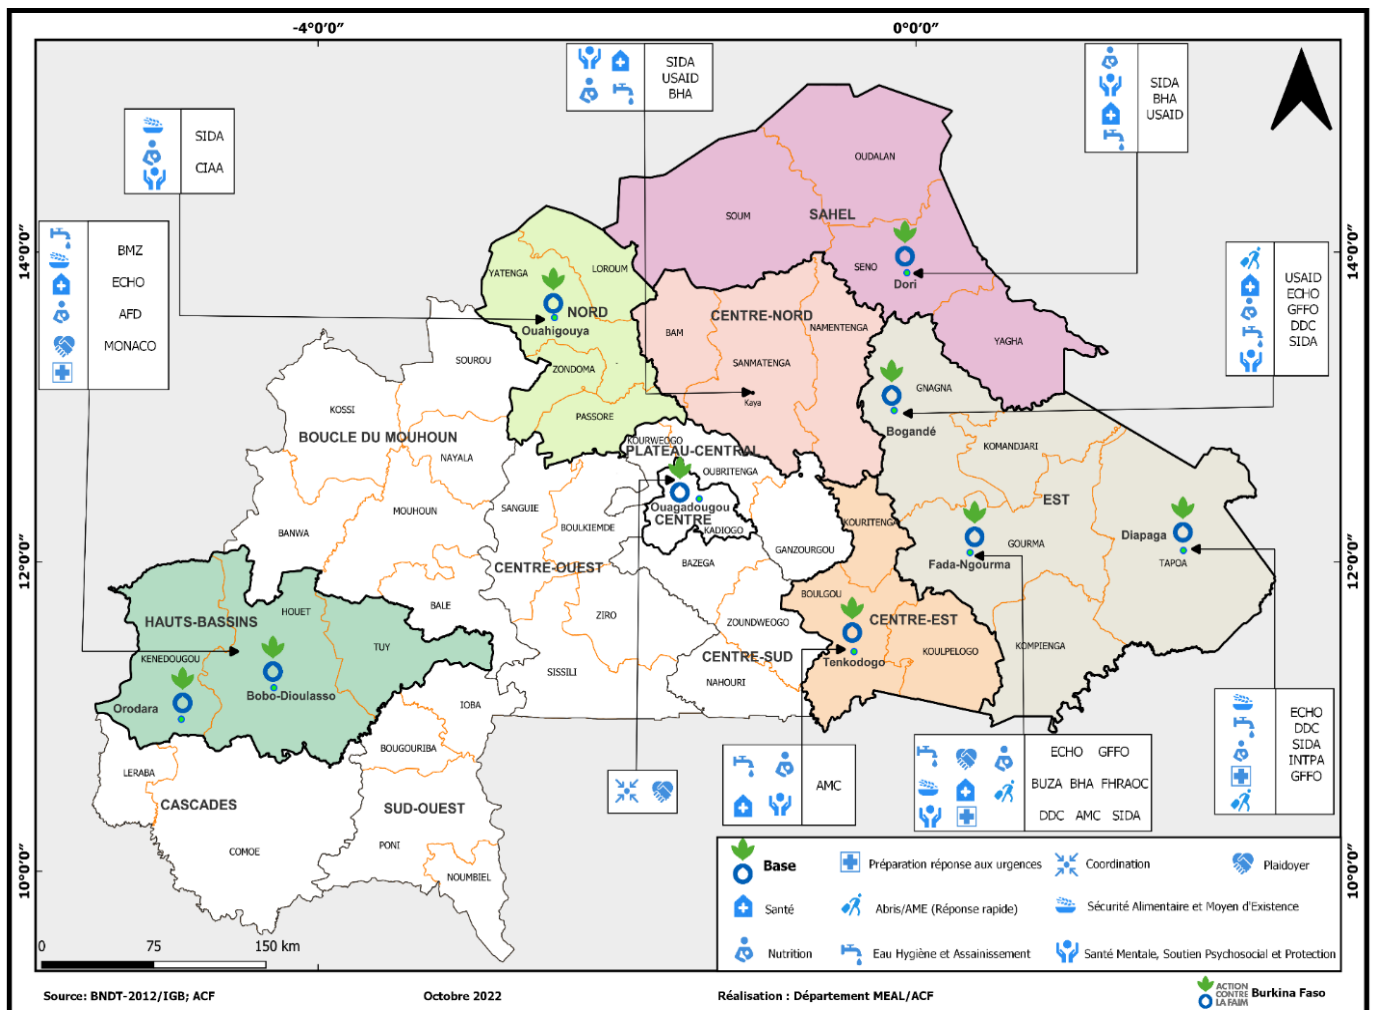 -4°0'0"
0°0'0"
SIDA
USAID
BHA
SIDA
BHA
USAID
SIDA
CIAA
BMZ
ECHO
AFD
MONACO
USAID
ECHO
GFFO
DDC
SIDA
14°0'0"
14°0'0"
OUDALAN
SOUM
SAHEL
SENO
Dori
YAGHA
YATENGA
LOROUM
NORD
Ouahigouya
ZONDOMA
PASSORE
CENTRE-NORD
BAM
NAMENTENGA
SANMATENGA
Kaya
SOUROU
KOSSI
BOUCLE DU MOUHOUN
NAYALA
MOUHOUN
BANWA
BALE
KOURWEOGO
PLATEAU-CENTRAL
OUBRITENGA
Ouagadougou
CENTRE
KADIOGO
GANZOURGOU
SANGUIE
BOULKIEMDE
CENTRE-OUEST
ZIRO
SISSILI
BAZEGA
ZOUNDWEOGO
CENTRE-SUD
NAHOURI
GNAGNA
Bogandé
KOMANDJARI
EST
GOURMA
Fada-Ngourma
Diapaga
TAPOA
KOMPIENGA
KOURITENGA
BOULGOU
CENTRE-EST
Tenkodogo
KOULPELOGO
12°0'0"
12°0'0"
HAUTS-BASSINS
HOUET
TUY
KENEDOUGOU
Bobo-Dioulasso
Orodara
LERABA
CASCADES
COMOE
IOBA
BOUGOURIBA
SUD-OUEST
PONI
NOUMBIEL
AMC
ECHO GFFO
BUZA BHA FHRAOC
DDC AMC SIDA
ECHO
DDC
SIDA
INTPA
GFFO
10°0'0"
10°0'0"
Base
Préparation réponse aux urgences
Coordination
Plaidoyer
Santé
Abris/AME (Réponse rapide)
Sécurité Alimentaire et Moyen d'Existence
Nutrition
Eau Hygiène et Assainissement
Santé Mentale, Soutien Psychosocial et Protection
0 75 150 km
Source: BNDT-2012/IGB; ACF
Octobre 2022
Réalisation : Département MEAL/ACF
ACTION
CONTRE
LA FAIM
Burkina Faso